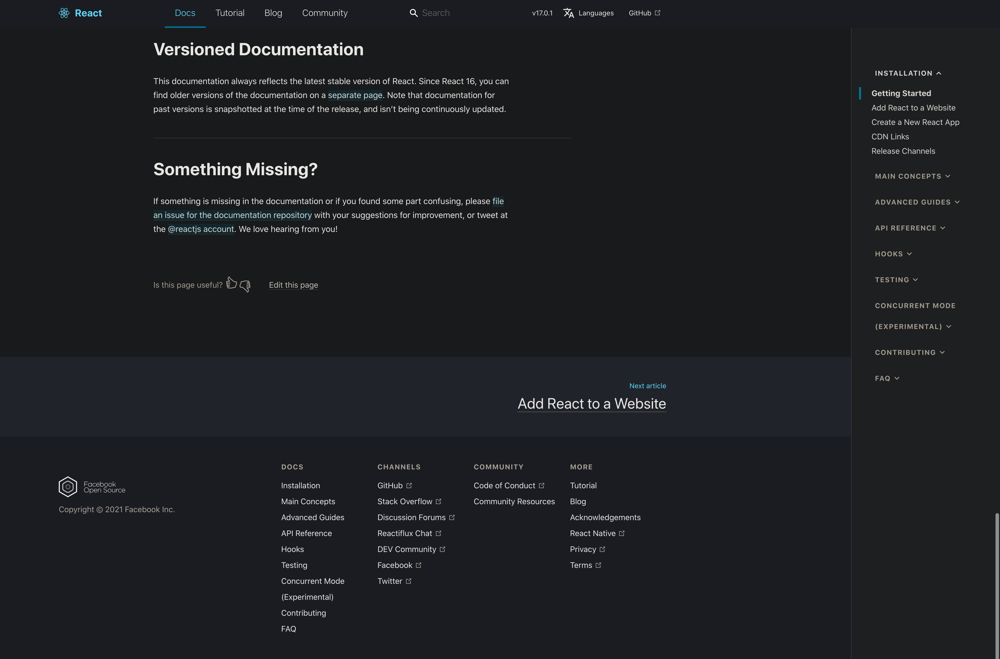 React
Docs
Tutorial
Blog
Community
Search
v17.0.1
Languages
GitHub
Versioned Documentation
This documentation always reflects the latest stable version of React. Since React 16, you can
find older versions of the documentation on a separate page. Note that documentation for
past versions is snapshotted at the time of the release, and isn’t being continuously updated.
Something Missing?
If something is missing in the documentation or if you found some part confusing, please file
an issue for the documentation repository with your suggestions for improvement, or tweet at
the @reactjs account. We love hearing from you!
Is this page useful?
Edit this page
INSTALLATION
Getting Started
Add React to a Website
Create a New React App
CDN Links
Release Channels
MAIN CONCEPTS
ADVANCED GUIDES
API REFERENCE
HOOKS
TESTING
CONCURRENT MODE
(EXPERIMENTAL)
CONTRIBUTING
FAQ
Next article
Add React to a Website
Facebook
Open Source
Copyright © 2021 Facebook Inc.
DOCS
Installation
Main Concepts
Advanced Guides
API Reference
Hooks
Testing
Concurrent Mode
(Experimental)
Contributing
FAQ
CHANNELS
GitHub
Stack Overflow
Discussion Forums
Reactiflux Chat
DEV Community
Facebook
Twitter
COMMUNITY
Code of Conduct
Community Resources
MORE
Tutorial
Blog
Acknowledgements
React Native
Privacy
Terms